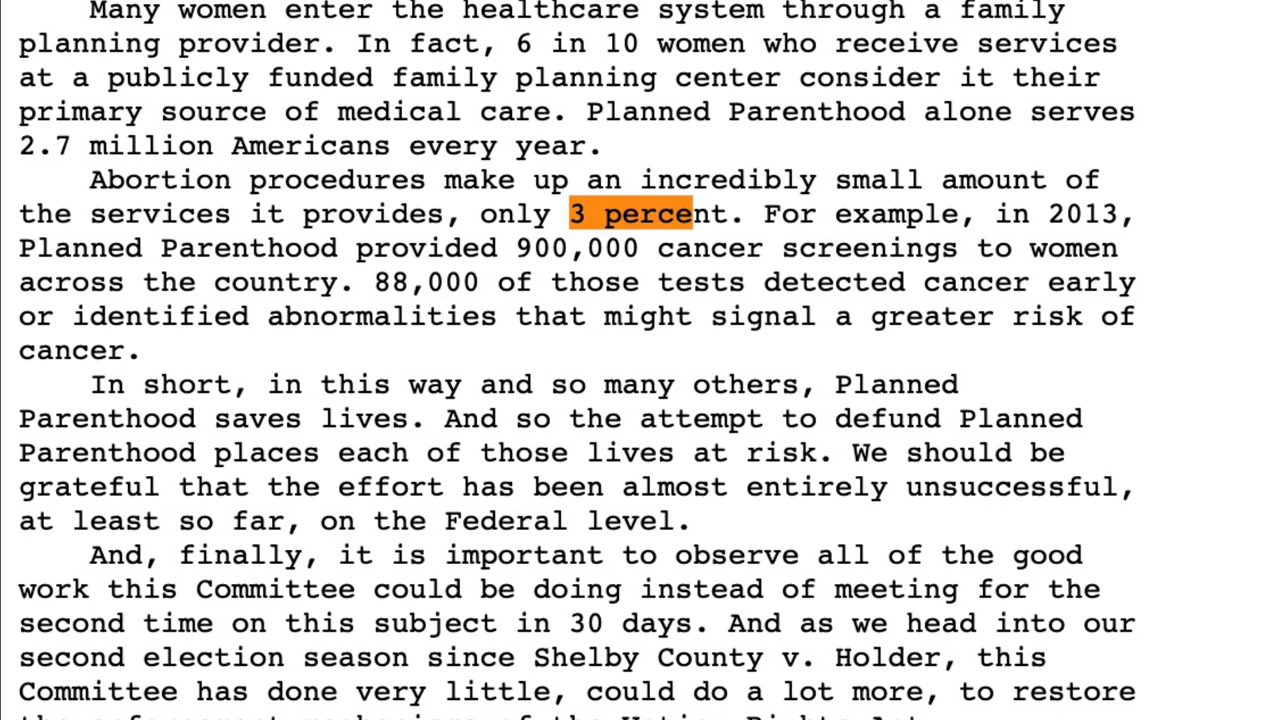 Many women enter the healthcare system through a family
planning provider. In fact, 6 in 10 women who receive services
at a publicly funded family planning center consider it their
primary source of medical care. Planned Parenthood alone serves
2.7 million Americans every year.
Abortion procedures make up an incredibly small amount of
the services it provides, only 3 percent. For example, in 2013,
Planned Parenthood provided 900,000 cancer screenings to women
across the country. 88,000 of those tests detected cancer early
or identified abnormalities that might signal a greater risk of
cancer.
In short, in this way and so many others, Planned
Parenthood saves lives. And so the attempt to defund Planned
Parenthood places each of those lives at risk. We should be
grateful that the effort has been almost entirely unsuccessful,
at least so far, on the Federal level.
And, finally, it is important to observe all of the good
work this Committee could be doing instead of meeting for the
second time on this subject in 30 days. And as we head into our
second election season since Shelby County v. Holder, this
Committee has done very little, could do a lot more, to restore